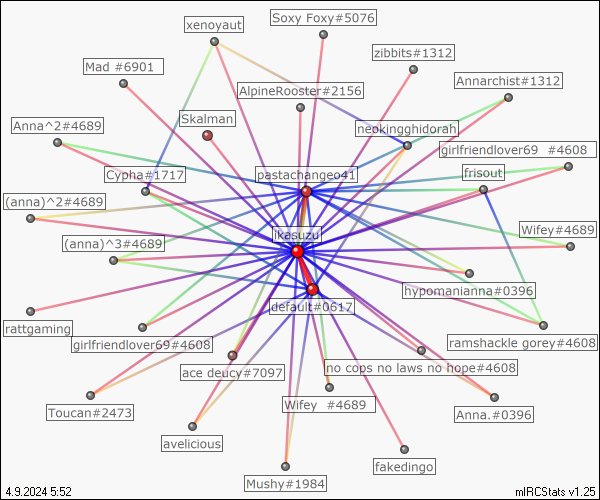 Soxy Foxy#5076
xenoyaut
zibbits#1312
Mad #6901
Annarchist#1312
AlpineRooster#2156
Skalman
Anna^2#4689
neokingghidorah
girlfriendlover69 #4608
Cypha#1717
pastachangeo41
frisout
(anna)^2#4689
ikasuzu
Wifey#4689
(anna)^3#4689
hypomanianna#0396
default#0617
rattgaming
girlfriendlover69#4608
ramshackle gorey#4608
ace deucy#7097
no cops no laws no hope#4608
Wifey #4689
Toucan#2473
Anna.#0396
avelicious
fakedingo
Mushy#1984
4.9.2024 5:52
mIRCStats v1.25